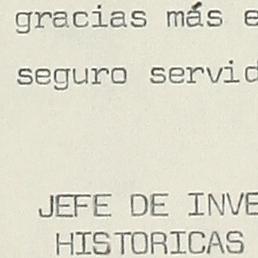 gracias más e
seguro servid
JEFE DE INVE
HISTORICAS